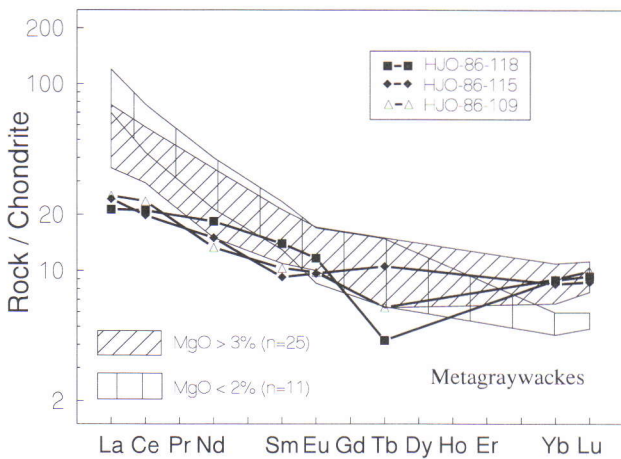 200
100
20
10
2
Rock / Chondrite
HJO-86-118
HJO-86-115
HJO-86-109
MgO > 3% (n=25)
MgO < 2% (n=11)
Metagraywackes
La Ce Pr Nd Sm Eu Gd Tb Dy Ho Er Yb Lu